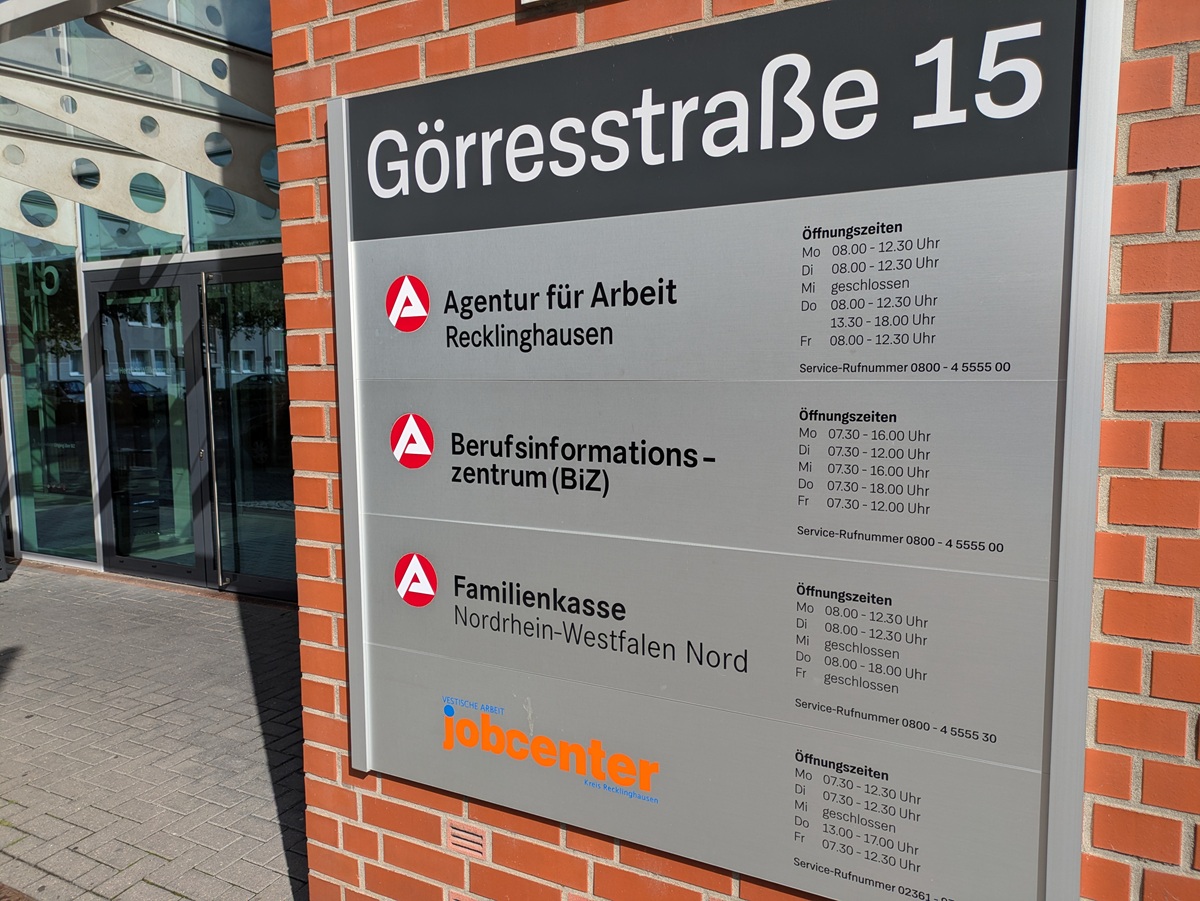 Görresstraße 15
Agentur für Arbeit
Recklinghausen
Öffnungszeiten
Mo 08.00 - 12.30 Uhr
Di 08.00 - 12.30 Uhr
Mi geschlossen
Do 08.00 - 12.30 Uhr
13.30 - 18.00 Uhr
Fr 08.00 - 12.30 Uhr
Service-Rufnummer 0800 - 4 5555 00
Berufsinformations-
zentrum (BiZ)
Öffnungszeiten
Mo 07.30 - 16.00 Uhr
Di 07.30 - 12.00 Uhr
Mi 07.30 - 16.00 Uhr
Do 07.30 - 18.00 Uhr
Fr 07.30 - 12.00 Uhr
Service-Rufnummer 0800 - 4 5555 00
Familienkasse
Nordrhein-Westfalen Nord
Öffnungszeiten
Mo 08.00 - 12.30 Uhr
Di 08.00 - 12.30 Uhr
Mi geschlossen
Do 08.00 - 18.00 Uhr
Fr geschlossen
Service-Rufnummer 0800 - 4 5555 30
VESTISCHE ARBEIT
jobcenter
Kreis Recklinghausen
Öffnungszeiten
Mo 07.30 - 12.30 Uhr
Di 07.30 - 12.30 Uhr
Mi geschlossen
Do 13.00 - 17.00 Uhr
Fr 07.30 - 12.30 Uhr
Service-Rufnummer 02361 -